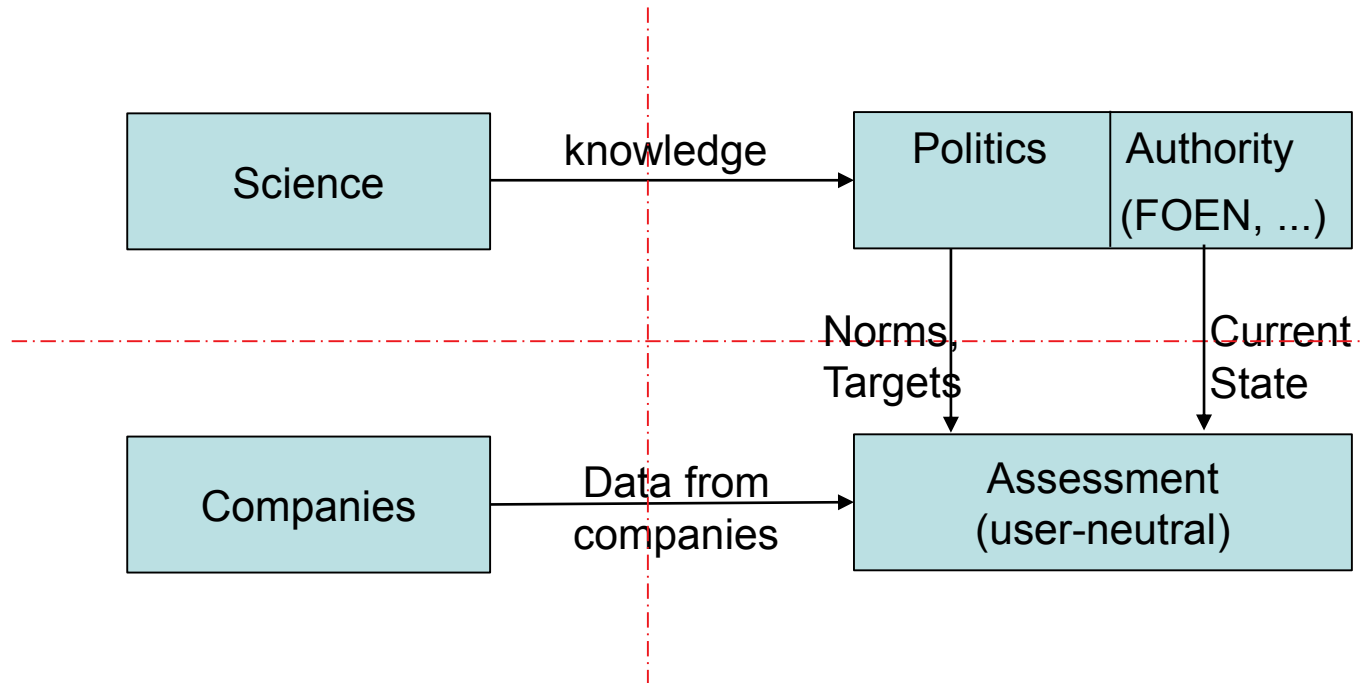 Science
knowledge
Politics
Authority
(FOEN, ...)
Norms,
Targets
Current
State
Companies
Data from
companies
Assessment
(user-neutral)